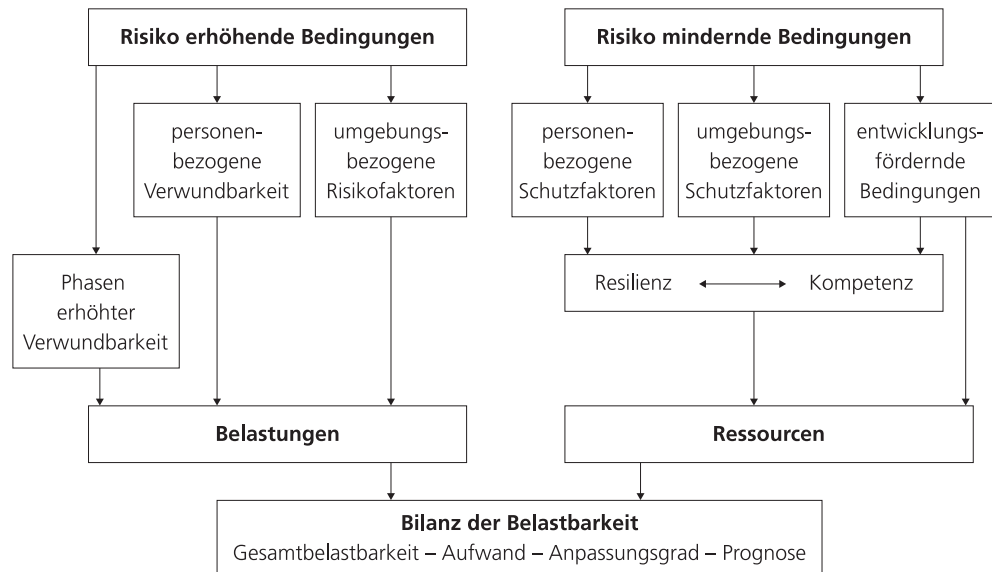 Risiko erhöhende Bedingungen
Risiko mindernde Bedingungen
personen-
bezogene
Verwundbarkeit
umgebungs-
bezogene
Risikofaktoren
personen-
bezogene
Schutzfaktoren
umgebungs-
bezogene
Schutzfaktoren
entwicklungs-
fördernde
Bedingungen
Phasen
erhöhter
Verwundbarkeit
Resilienz Kompetenz
Belastungen
Ressourcen
Bilanz der Belastbarkeit
Gesamtbelastbarkeit – Aufwand – Anpassungsgrad – Prognose